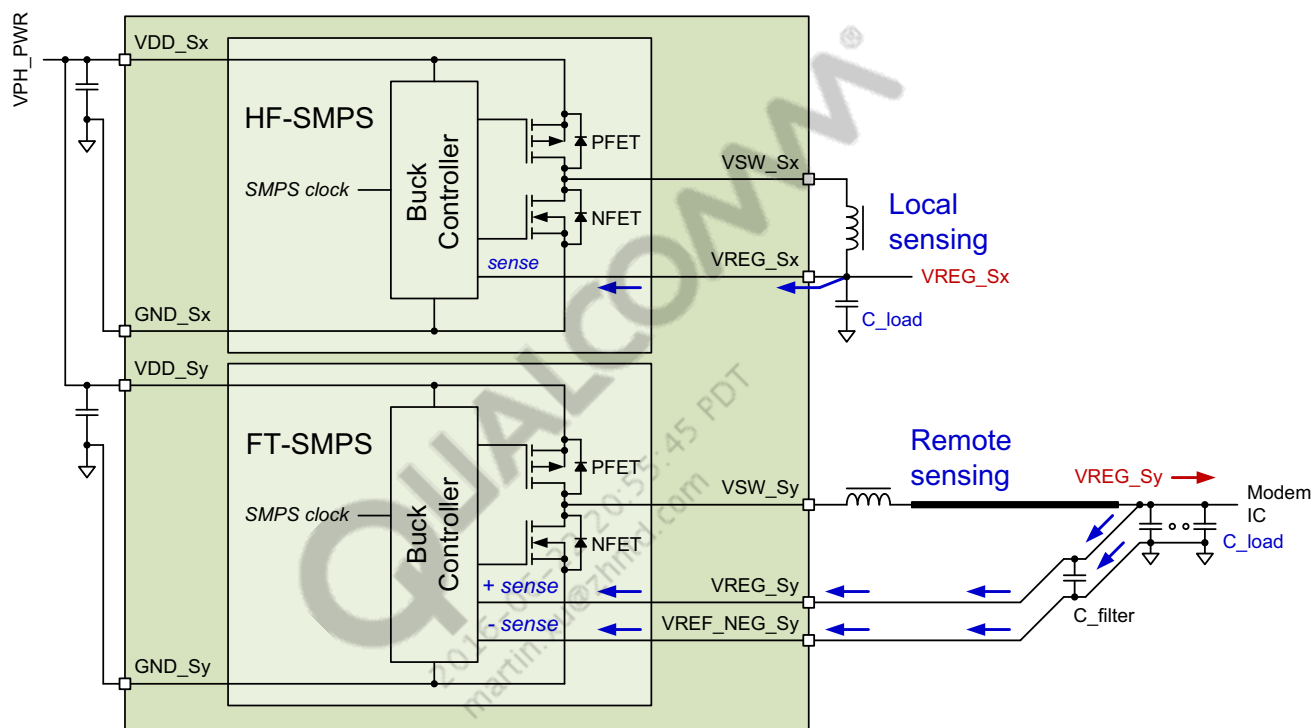 VPH_PWR
VDD_Sx
HF-SMPS
Buck
Controller
SMPS clock
PFET
NFET
sense
VSW_Sx
VREG_Sx
GND_Sx
Local
sensing
VREG_Sx
C_load
VDD_Sy
FT-SMPS
Buck
Controller
SMPS clock
PFET
NFET
+ sense
- sense
VSW_Sy
VREG_Sy
VREF_NEG_Sy
GND_Sy
Remote
sensing
VREG_Sy
Modem
IC
C_load
C_filter
QUALCOMM®